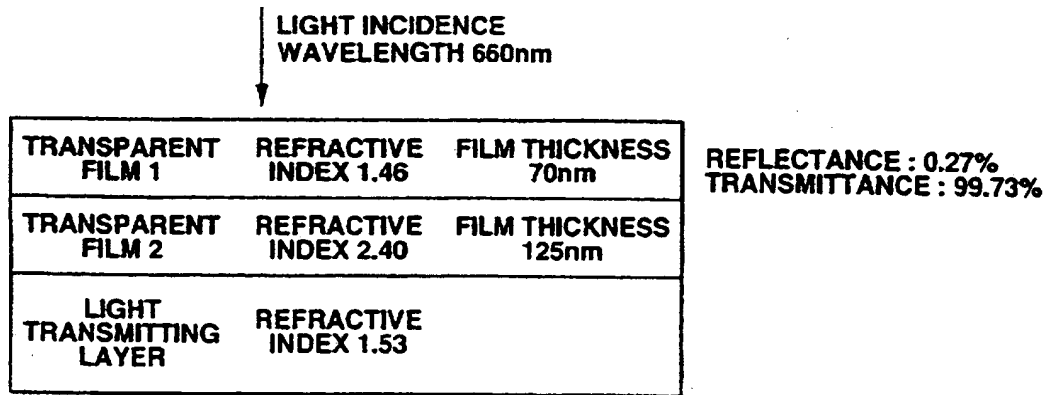 LIGHT INCIDENCE
WAVELENGTH 660nm
TRANSPARENT
FILM 1
REFRACTIVE
INDEX 1.46
FILM THICKNESS
70nm
REFLECTANCE : 0.27%
TRANSMITTANCE : 99.73%
TRANSPARENT
FILM 2
REFRACTIVE
INDEX 2.40
FILM THICKNESS
125nm
LIGHT
TRANSMITTING
LAYER
REFRACTIVE
INDEX 1.53